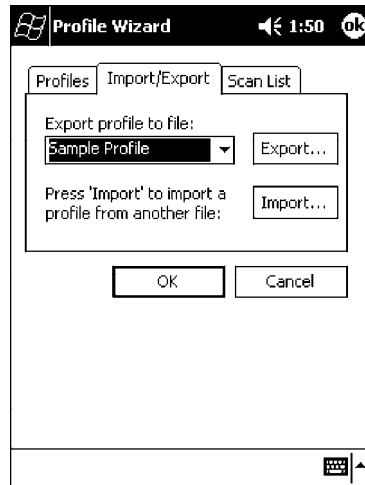 Profile Wizard 1:50 ok
Profiles Import/Export Scan List
Export profile to file:
Sample Profile Export...
Press 'Import' to import a
profile from another file: Import...
OK Cancel